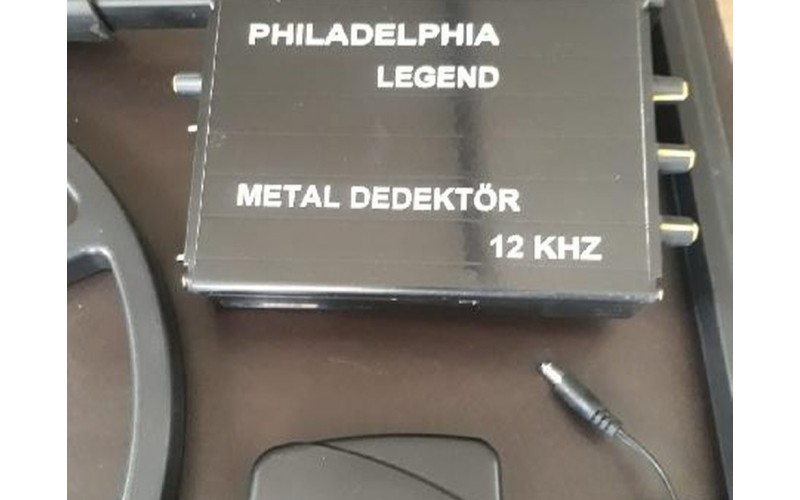 PHILADELPHIA
LEGEND
METAL DEDEKTÖR
12 KHZ